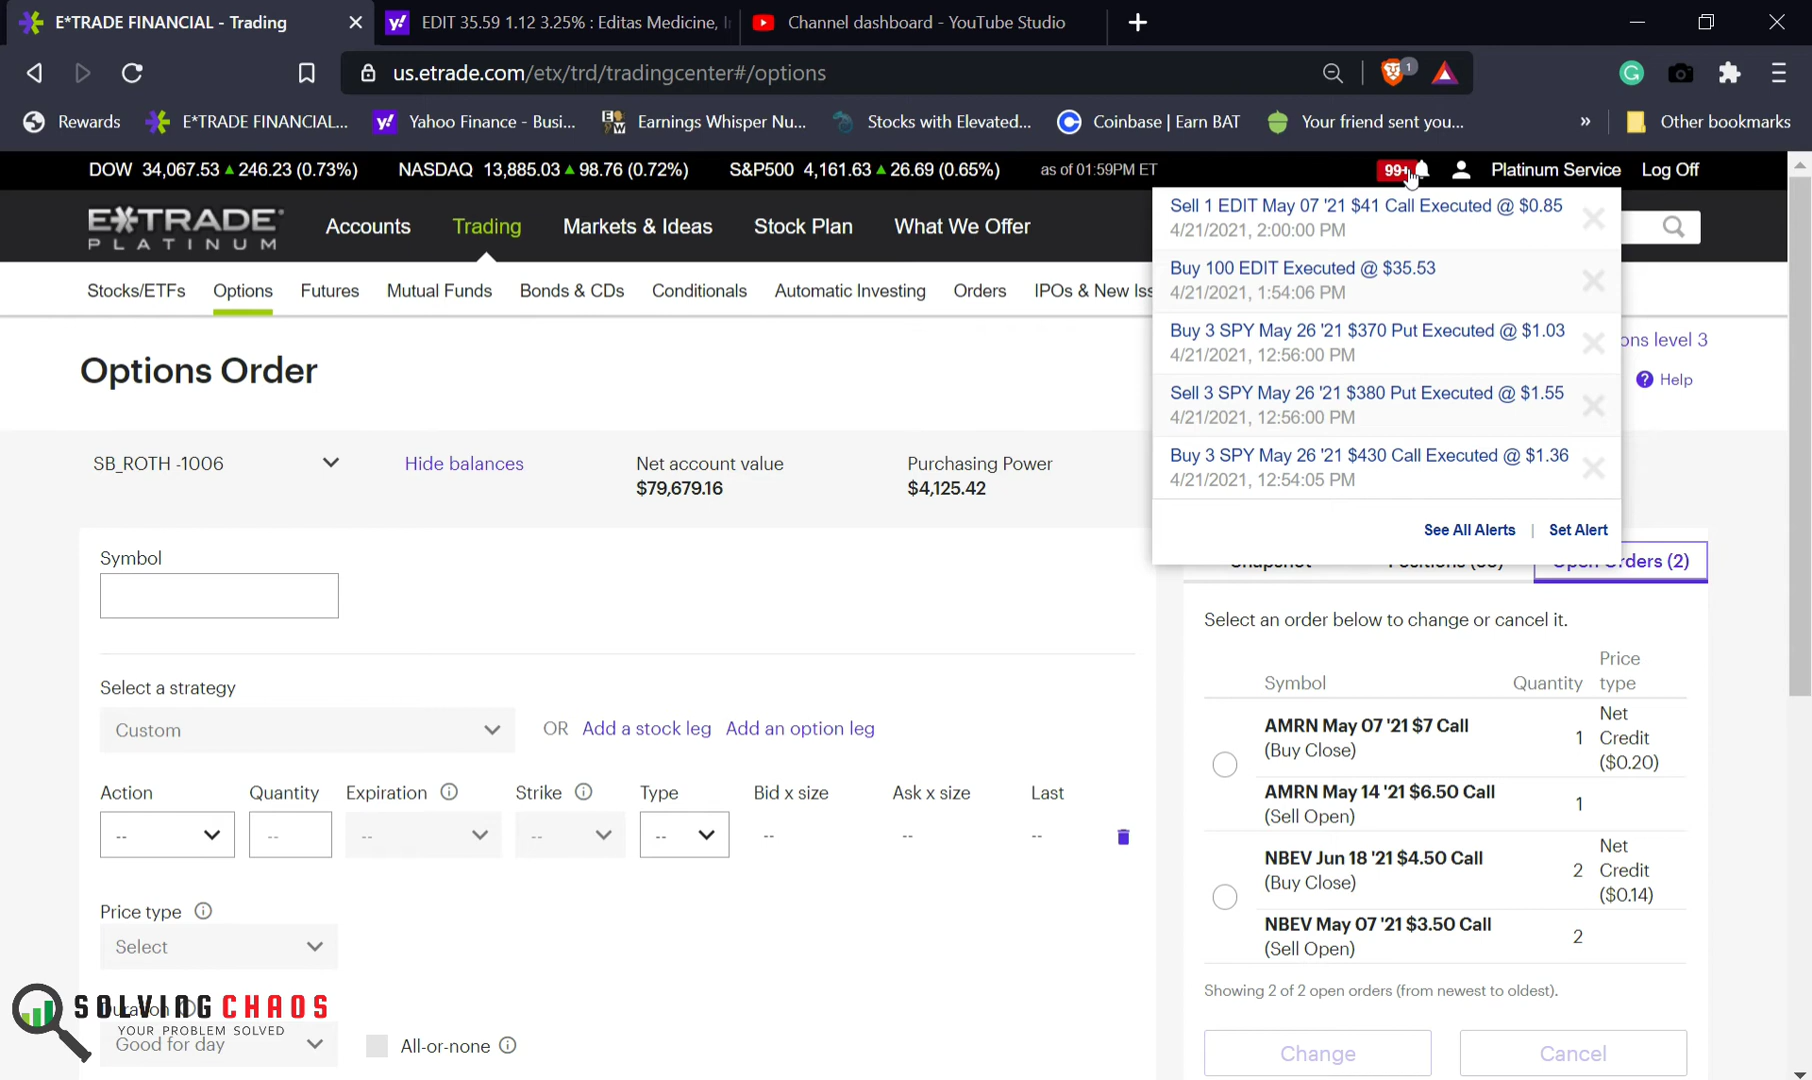 E*TRADE FINANCIAL - Trading
EDIT 35.59 1.12 3.25% : Editas Medicine, I
Channel dashboard - YouTube Studio
us.etrade.com/etx/trd/tradingcenter#/options
1
Rewards
E*TRADE FINANCIAL...
Yahoo Finance - Busi...
Earnings Whisper Nu...
Stocks with Elevated...
Coinbase | Earn BAT
Your friend sent you...
»
Other bookmarks
DOW 34,067.53 ▲ 246.23 (0.73%)
NASDAQ 13,885.03 ▲ 98.76 (0.72%)
S&P500 4,161.63 ▲ 26.69 (0.65%)
as of 01:59PM ET
99+
Platinum Service
Log Off
E*TRADE
PLATINUM
Accounts
Trading
Markets & Ideas
Stock Plan
What We Offer
Sell 1 EDIT May 07 '21 $41 Call Executed @ $0.85
4/21/2021, 2:00:00 PM
Buy 100 EDIT Executed @ $35.53
4/21/2021, 1:54:06 PM
Buy 3 SPY May 26 '21 $370 Put Executed @ $1.03
4/21/2021, 12:56:00 PM
Sell 3 SPY May 26 '21 $380 Put Executed @ $1.55
4/21/2021, 12:56:00 PM
Buy 3 SPY May 26 '21 $430 Call Executed @ $1.36
4/21/2021, 12:54:05 PM
See All Alerts | Set Alert
Stocks/ETFs
Options
Futures
Mutual Funds
Bonds & CDs
Conditionals
Automatic Investing
Orders
IPOs & New Iss
ons level 3
Options Order
Help
SB_ROTH -1006
Hide balances
Net account value
$79,679.16
Purchasing Power
$4,125.42
Symbol
Select a strategy
Custom
OR
Add a stock leg
Add an option leg
Action
Quantity
Expiration
Strike
Type
Bid x size
Ask x size
Last
--
--
--
--
--
--
--
--
Price type
Select
Duration
Good for day
All-or-none
SOLVING CHAOS
YOUR PROBLEM SOLVED
Snapshot
Open Orders (2)
Select an order below to change or cancel it.
Symbol
Quantity
Price
type
AMRN May 07 '21 $7 Call
(Buy Close)
1
Net
Credit
($0.20)
AMRN May 14 '21 $6.50 Call
(Sell Open)
1
NBEV Jun 18 '21 $4.50 Call
(Buy Close)
2
Net
Credit
($0.14)
NBEV May 07 '21 $3.50 Call
(Sell Open)
2
Showing 2 of 2 open orders (from newest to oldest).
Change
Cancel